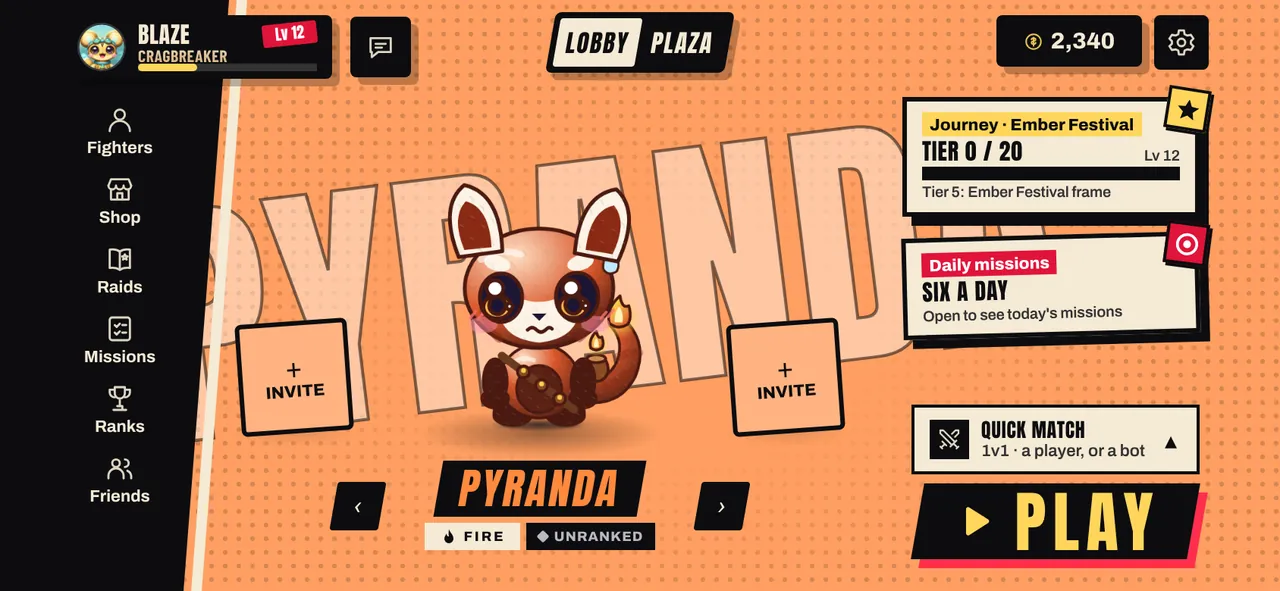 BLAZE
Lv 12
CRAGBREAKER
LOBBY
PLAZA
2,340
Fighters
Shop
Raids
Missions
Ranks
Friends
PYRANDA
Journey · Ember Festival
TIER 0 / 20
Lv 12
Tier 5: Ember Festival frame
Daily missions
SIX A DAY
Open to see today's missions
+
INVITE
+
INVITE
QUICK MATCH
1v1 · a player, or a bot
PLAY
‹
PYRANDA
›
FIRE
UNRANKED